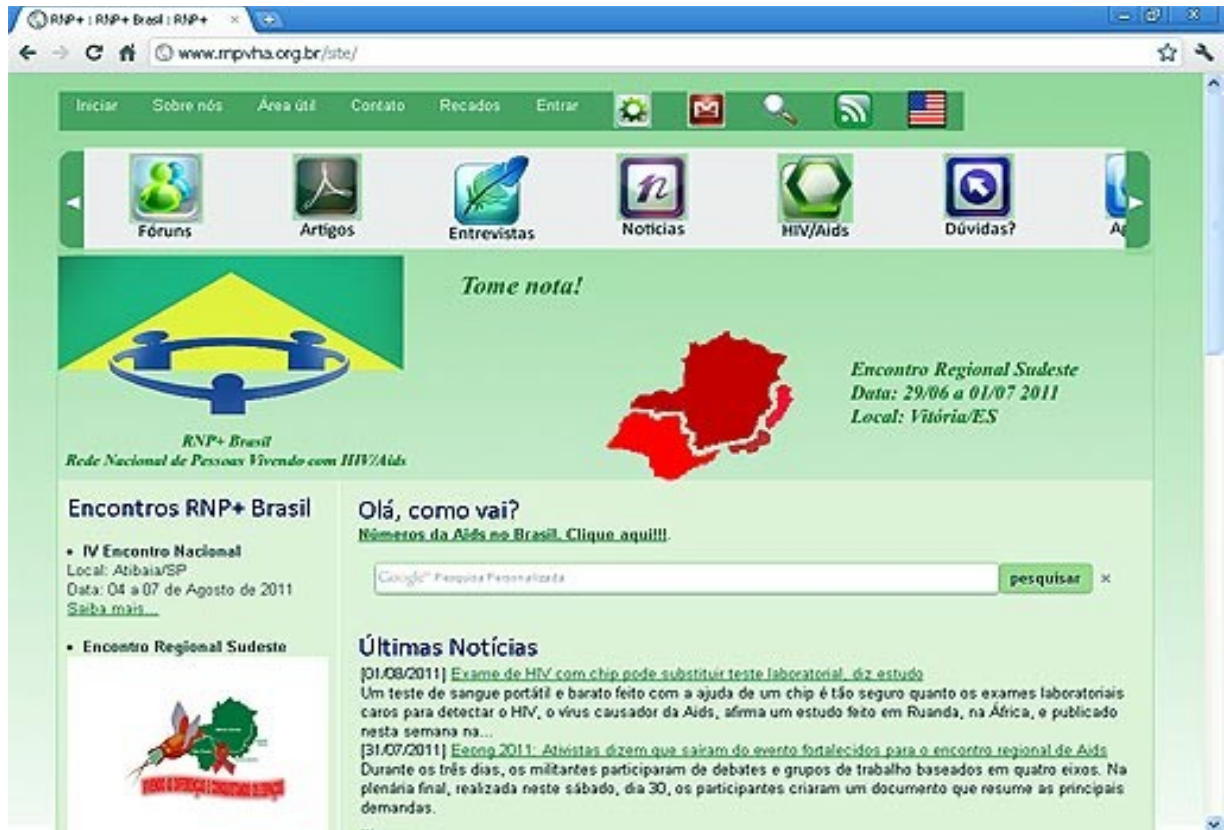 RNP+ : RNP+ Brasil : RNP+
www.rnpvha.org.br/site/
Iniciar Sobre nós Área útil Contato Recados Entrar
Fóruns Artigos Entrevistas Notícias HIV/Aids Dúvidas?
Tome nota!
Encontro Regional Sudeste
Data: 29/06 a 01/07 2011
Local: Vitória/ES
RNP+ Brasil
Rede Nacional de Pessoas Vivendo com HIV/Aids
Encontros RNP+ Brasil
• IV Encontro Nacional
Local: Atibaia/SP
Data: 04 a 07 de Agosto de 2011
Saiba mais...
• Encontro Regional Sudeste
Olá, como vai?
Números da Aids no Brasil. Clique aqui!!!.
Google™ Pesquisa Personalizada pesquisar ×
Últimas Notícias
[01/08/2011] Exame de HIV com chip pode substituir teste laboratorial, diz estudo
Um teste de sangue portátil e barato feito com a ajuda de um chip é tão seguro quanto os exames laboratoriais
caros para detectar o HIV, o vírus causador da Aids, afirma um estudo feito em Ruanda, na África, e publicado
nesta semana na...
[31/07/2011] Eeong 2011: Ativistas dizem que saíram do evento fortalecidos para o encontro regional de Aids
Durante os três dias, os militantes participaram de debates e grupos de trabalho baseados em quatro eixos. Na
plenária final, realizada neste sábado, dia 30, os participantes criaram um documento que resume as principais
demandas.